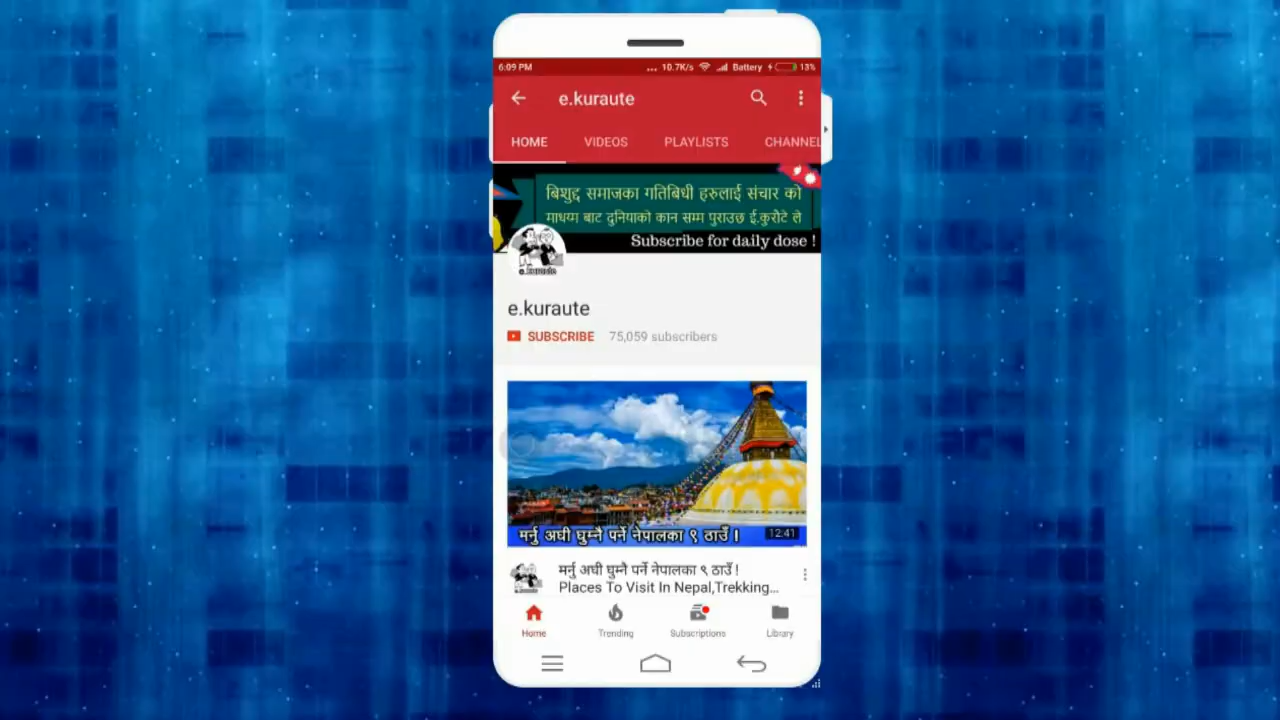 6:09 PM
... 10.7K/s Battery 13%
e.kuraute
HOME VIDEOS PLAYLISTS CHANNEL
बिशुद्द समाजका गतिबिधी हरुलाई संचार को
माधय्म बाट दुनियाको कान सम्म पुराउछ ई.कुरौटे ले
Subscribe for daily dose !
e.kuraute
e.kuraute
SUBSCRIBE 75,059 subscribers
मर्नु अघी घुम्नै पर्ने नेपालका ९ ठाउँ !
12:41
मर्नु अघी घुम्नै पर्ने नेपालका ९ ठाउँ !
Places To Visit In Nepal,Trekking...
Home Trending Subscriptions Library